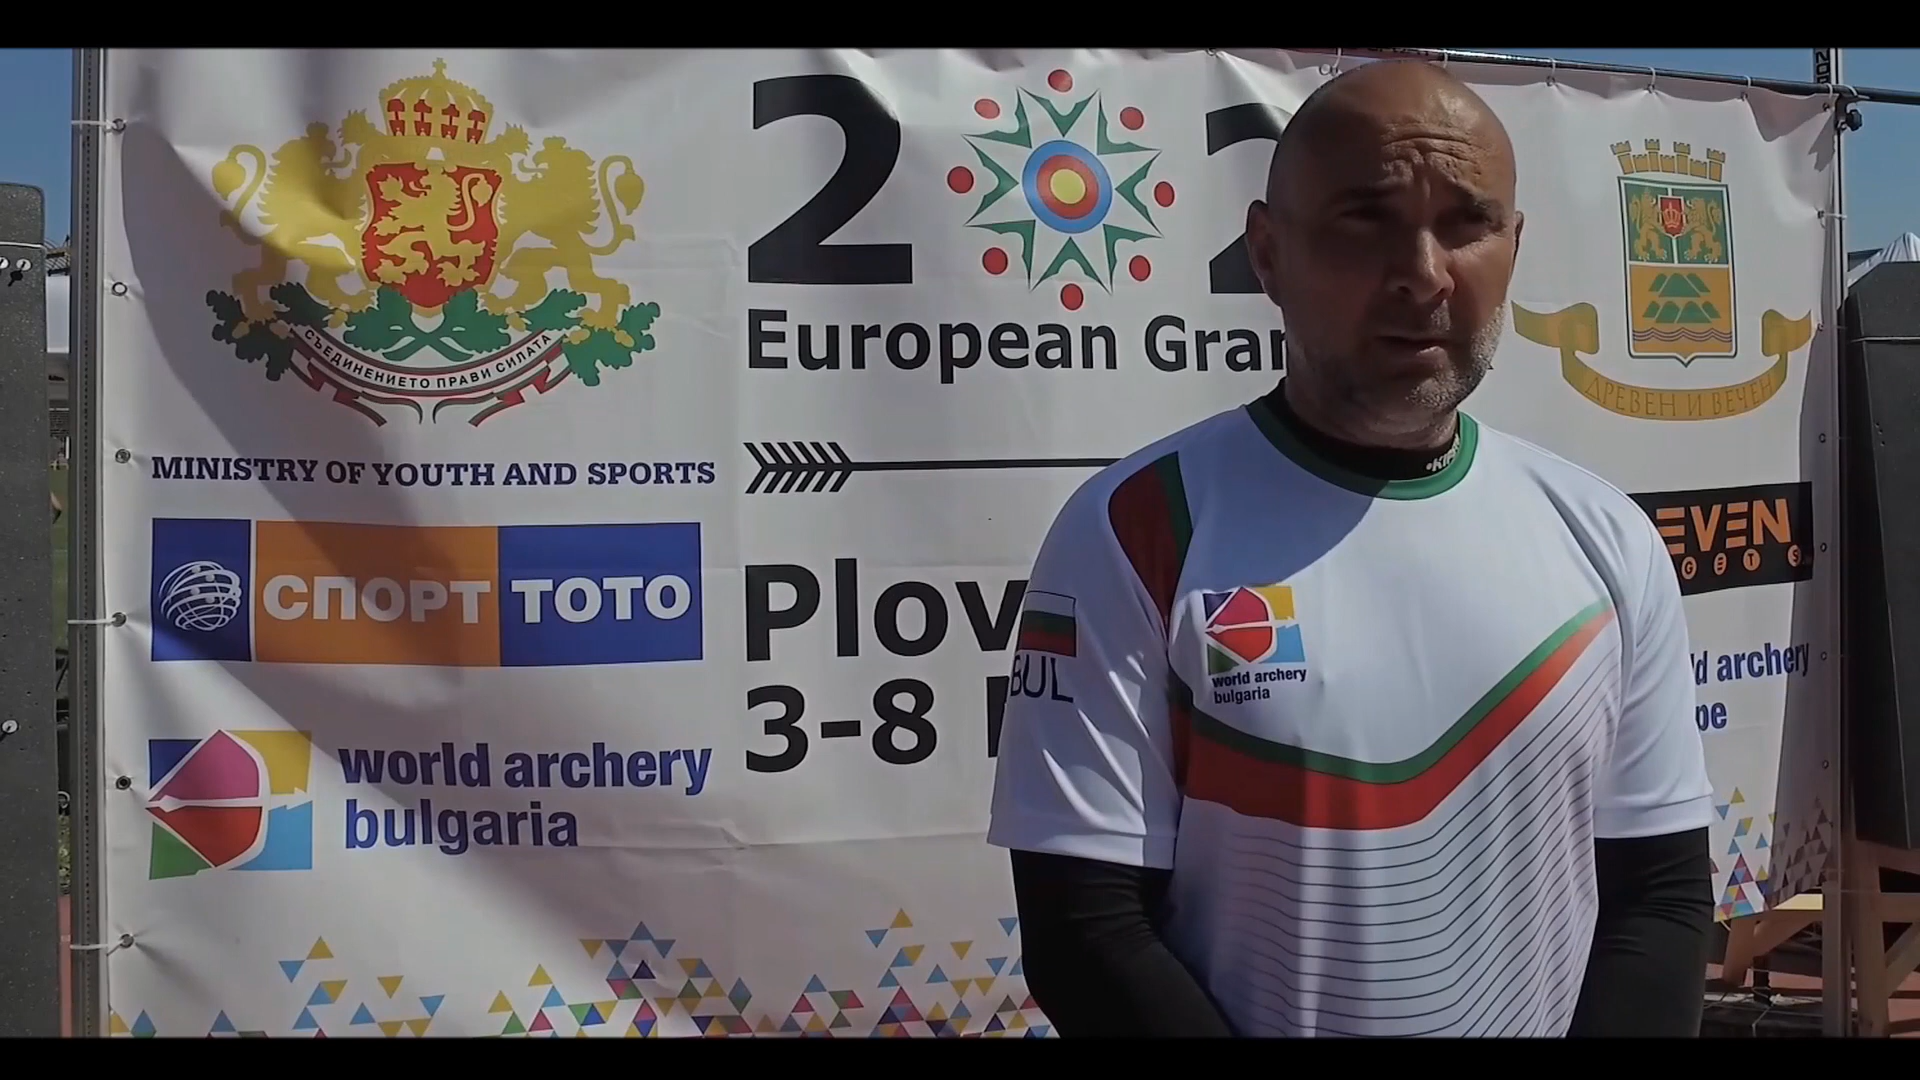 СЪЕДИНЕНИЕТО ПРАВИ СИЛАТА
MINISTRY OF YOUTH AND SPORTS
СПОРТ ТОТО
world archery
bulgaria
2 2
European Gran
Plov
3-8
ДРЕВЕН И ВЕЧЕН
EVEN
GETS
d archery
pe
BUL
world archery
bulgaria